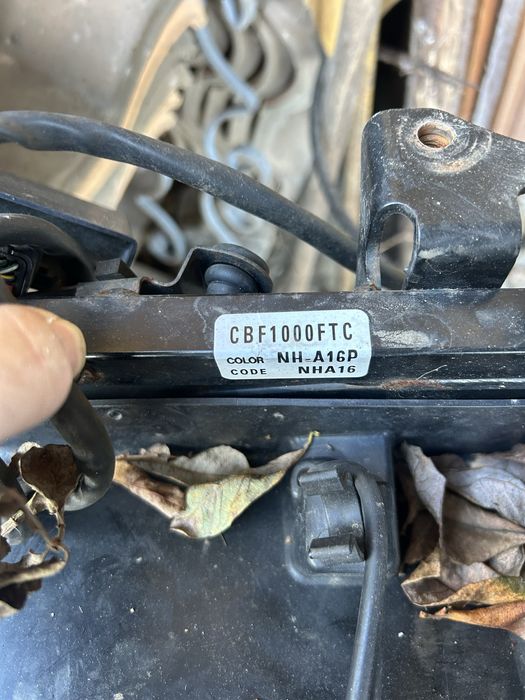 CBF1000FTC
COLOR NH-A16P
CODE NHA16